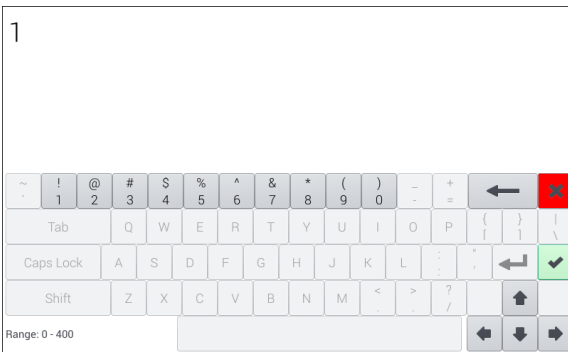 1
~ ! @ # $ % ^ & * ( ) _ +
` 1 2 3 4 5 6 7 8 9 0 - =
Tab Q W E R T Y U I O P { } |
[ ] \
Caps Lock A S D F G H J K L : "
; '
Shift Z X C V B N M < > ?
, . /
Range: 0 - 400